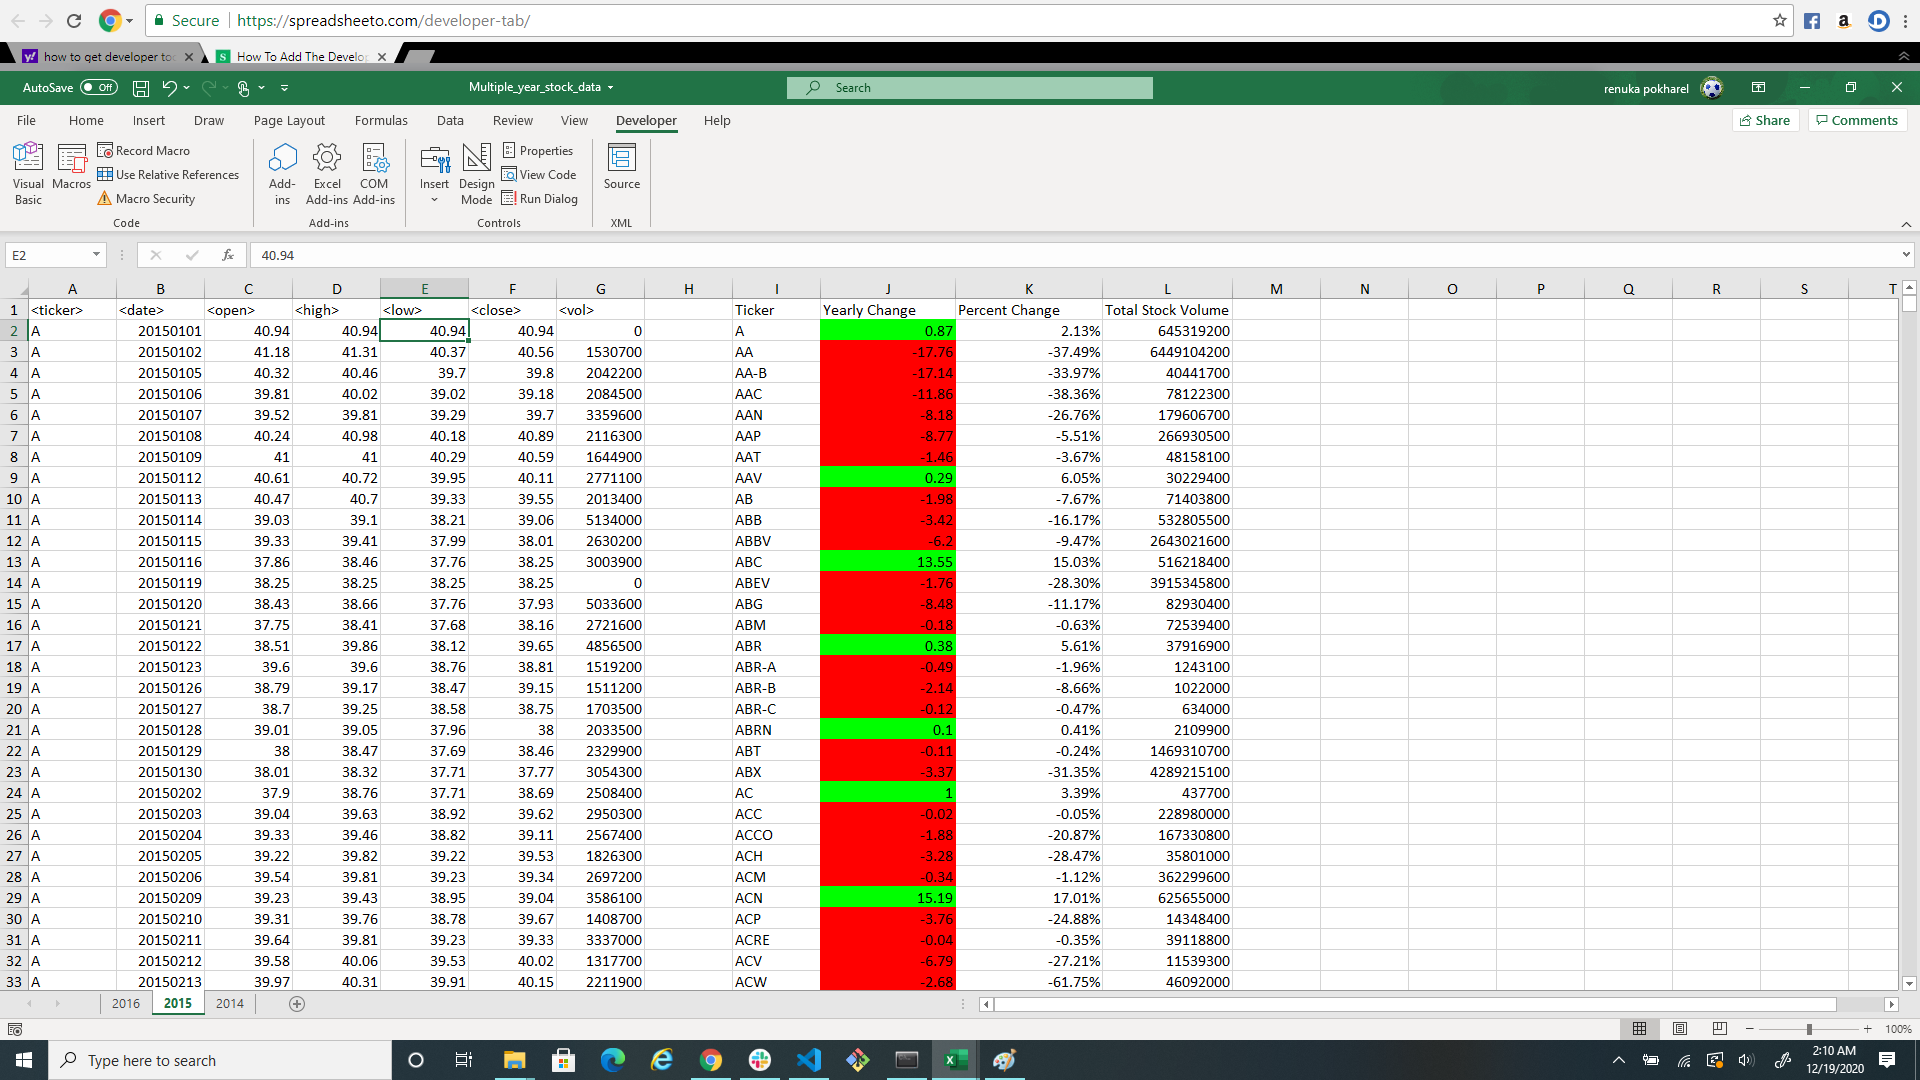 Secure https://spreadsheeto.com/developer-tab/
how to get developer to
How To Add The Develo
AutoSave Off
Multiple_year_stock_data
Search
renuka pokharel
File Home Insert Draw Page Layout Formulas Data Review View Developer Help
Share Comments
Visual Basic
Macros
Record Macro
Use Relative References
Macro Security
Code
Add-ins
Excel Add-ins
COM Add-ins
Add-ins
Insert
Design Mode
Properties
View Code
Run Dialog
Controls
Source
XML
E2 fx 40.94
A B C D E F G H I J K L M N O P Q R S T
1 <ticker> <date> <open> <high> <low> <close> <vol> Ticker Yearly Change Percent Change Total Stock Volume
2 A 20150101 40.94 40.94 40.94 40.94 0 A 0.87 2.13% 645319200
3 A 20150102 41.18 41.31 40.37 40.56 1530700 AA -17.76 -37.49% 6449104200
4 A 20150105 40.32 40.46 39.7 39.8 2042200 AA-B -17.14 -33.97% 40441700
5 A 20150106 39.81 40.02 39.02 39.18 2084500 AAC -11.86 -38.36% 78122300
6 A 20150107 39.52 39.81 39.29 39.7 3359600 AAN -8.18 -26.76% 179606700
7 A 20150108 40.24 40.98 40.18 40.89 2116300 AAP -8.77 -5.51% 266930500
8 A 20150109 41 41 40.29 40.59 1644900 AAT -1.46 -3.67% 48158100
9 A 20150112 40.61 40.72 39.95 40.11 2771100 AAV 0.29 6.05% 30229400
10 A 20150113 40.47 40.7 39.33 39.55 2013400 AB -1.98 -7.67% 71403800
11 A 20150114 39.03 39.1 38.21 39.06 5134000 ABB -3.42 -16.17% 532805500
12 A 20150115 39.33 39.41 37.99 38.01 2630200 ABBV -6.2 -9.47% 2643021600
13 A 20150116 37.86 38.46 37.76 38.25 3003900 ABC 13.55 15.03% 516218400
14 A 20150119 38.25 38.25 38.25 38.25 0 ABEV -1.76 -28.30% 3915345800
15 A 20150120 38.43 38.66 37.76 37.93 5033600 ABG -8.48 -11.17% 82930400
16 A 20150121 37.75 38.41 37.68 38.16 2721600 ABM -0.18 -0.63% 72539400
17 A 20150122 38.51 39.86 38.12 39.65 4856500 ABR 0.38 5.61% 37916900
18 A 20150123 39.6 39.6 38.76 38.81 1519200 ABR-A -0.49 -1.96% 1243100
19 A 20150126 38.79 39.17 38.47 39.15 1511200 ABR-B -2.14 -8.66% 1022000
20 A 20150127 38.7 39.25 38.58 38.75 1703500 ABR-C -0.12 -0.47% 634000
21 A 20150128 39.01 39.05 37.96 38 2033500 ABRN 0.1 0.41% 2109900
22 A 20150129 38 38.47 37.69 38.46 2329900 ABT -0.11 -0.24% 1469310700
23 A 20150130 38.01 38.32 37.71 37.77 3054300 ABX -3.37 -31.35% 4289215100
24 A 20150202 37.9 38.76 37.71 38.69 2508400 AC 1 3.39% 437700
25 A 20150203 39.04 39.63 38.92 39.62 2950300 ACC -0.02 -0.05% 228980000
26 A 20150204 39.33 39.46 38.82 39.11 2567400 ACCO -1.88 -20.87% 167330800
27 A 20150205 39.22 39.82 39.22 39.53 1826300 ACH -3.28 -28.47% 35801000
28 A 20150206 39.54 39.81 39.23 39.34 2697200 ACM -0.34 -1.12% 362299600
29 A 20150209 39.23 39.43 38.95 39.04 3586100 ACN 15.19 17.01% 625655000
30 A 20150210 39.31 39.76 38.78 39.67 1408700 ACP -3.76 -24.88% 14348400
31 A 20150211 39.64 39.81 39.23 39.33 3337000 ACRE -0.04 -0.35% 39118800
32 A 20150212 39.58 40.06 39.53 40.02 1317700 ACV -6.79 -27.21% 11539300
33 A 20150213 39.97 40.31 39.91 40.15 2211900 ACW -2.68 -61.75% 46092000
2016 2015 2014
100%
Type here to search
2:10 AM
12/19/2020